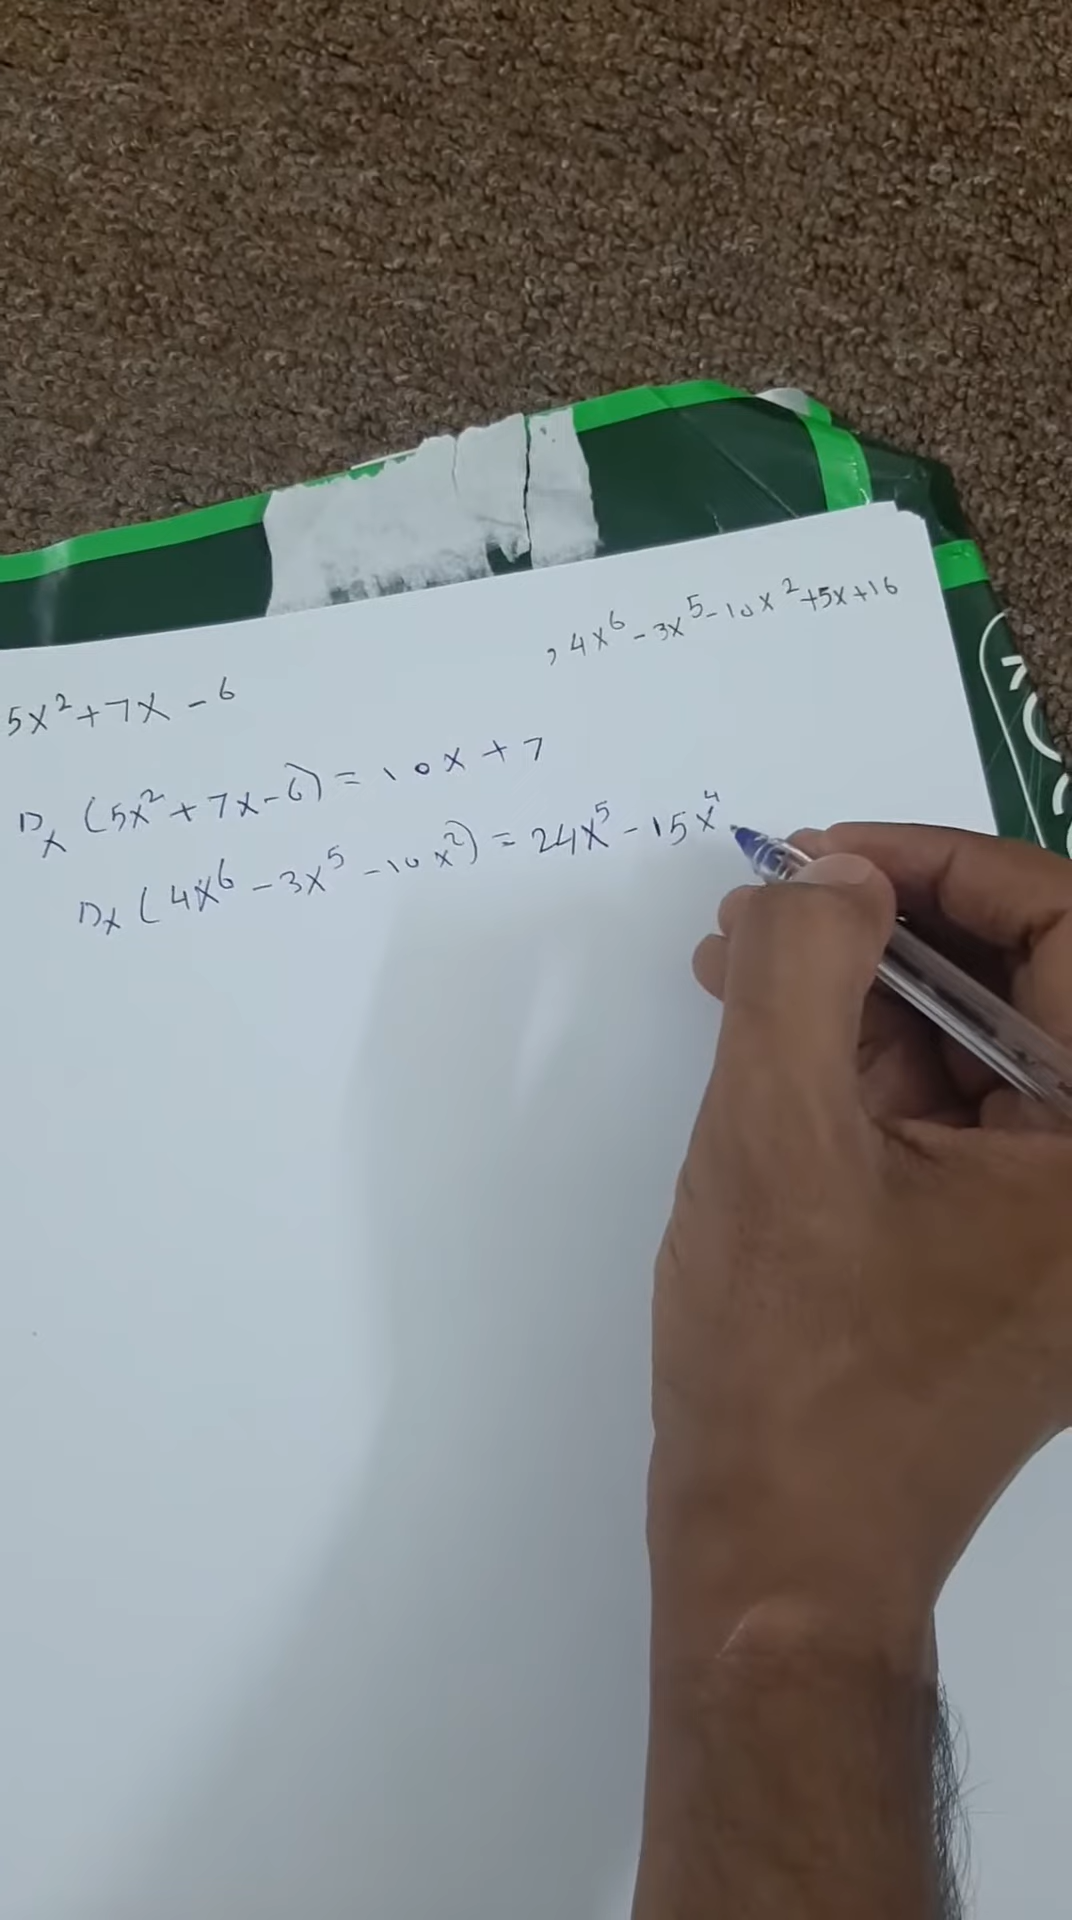 , 4x⁶ - 3x⁵ - 10x² + 5x + 16
5x² + 7x - 6
Dx (5x² + 7x - 6) = 10x + 7
Dx (4x⁶ - 3x⁵ - 10x²) = 24x⁵ - 15x⁴